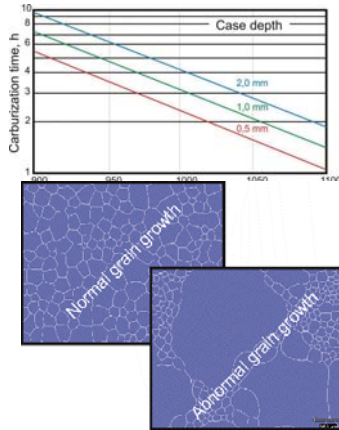 10
8
6
4
3
2
1
Carburization time, h
Case depth
2,0 mm
1,0 mm
0,5 mm
900
950
1000
1050
1100
Normal grain growth
Abnormal grain growth